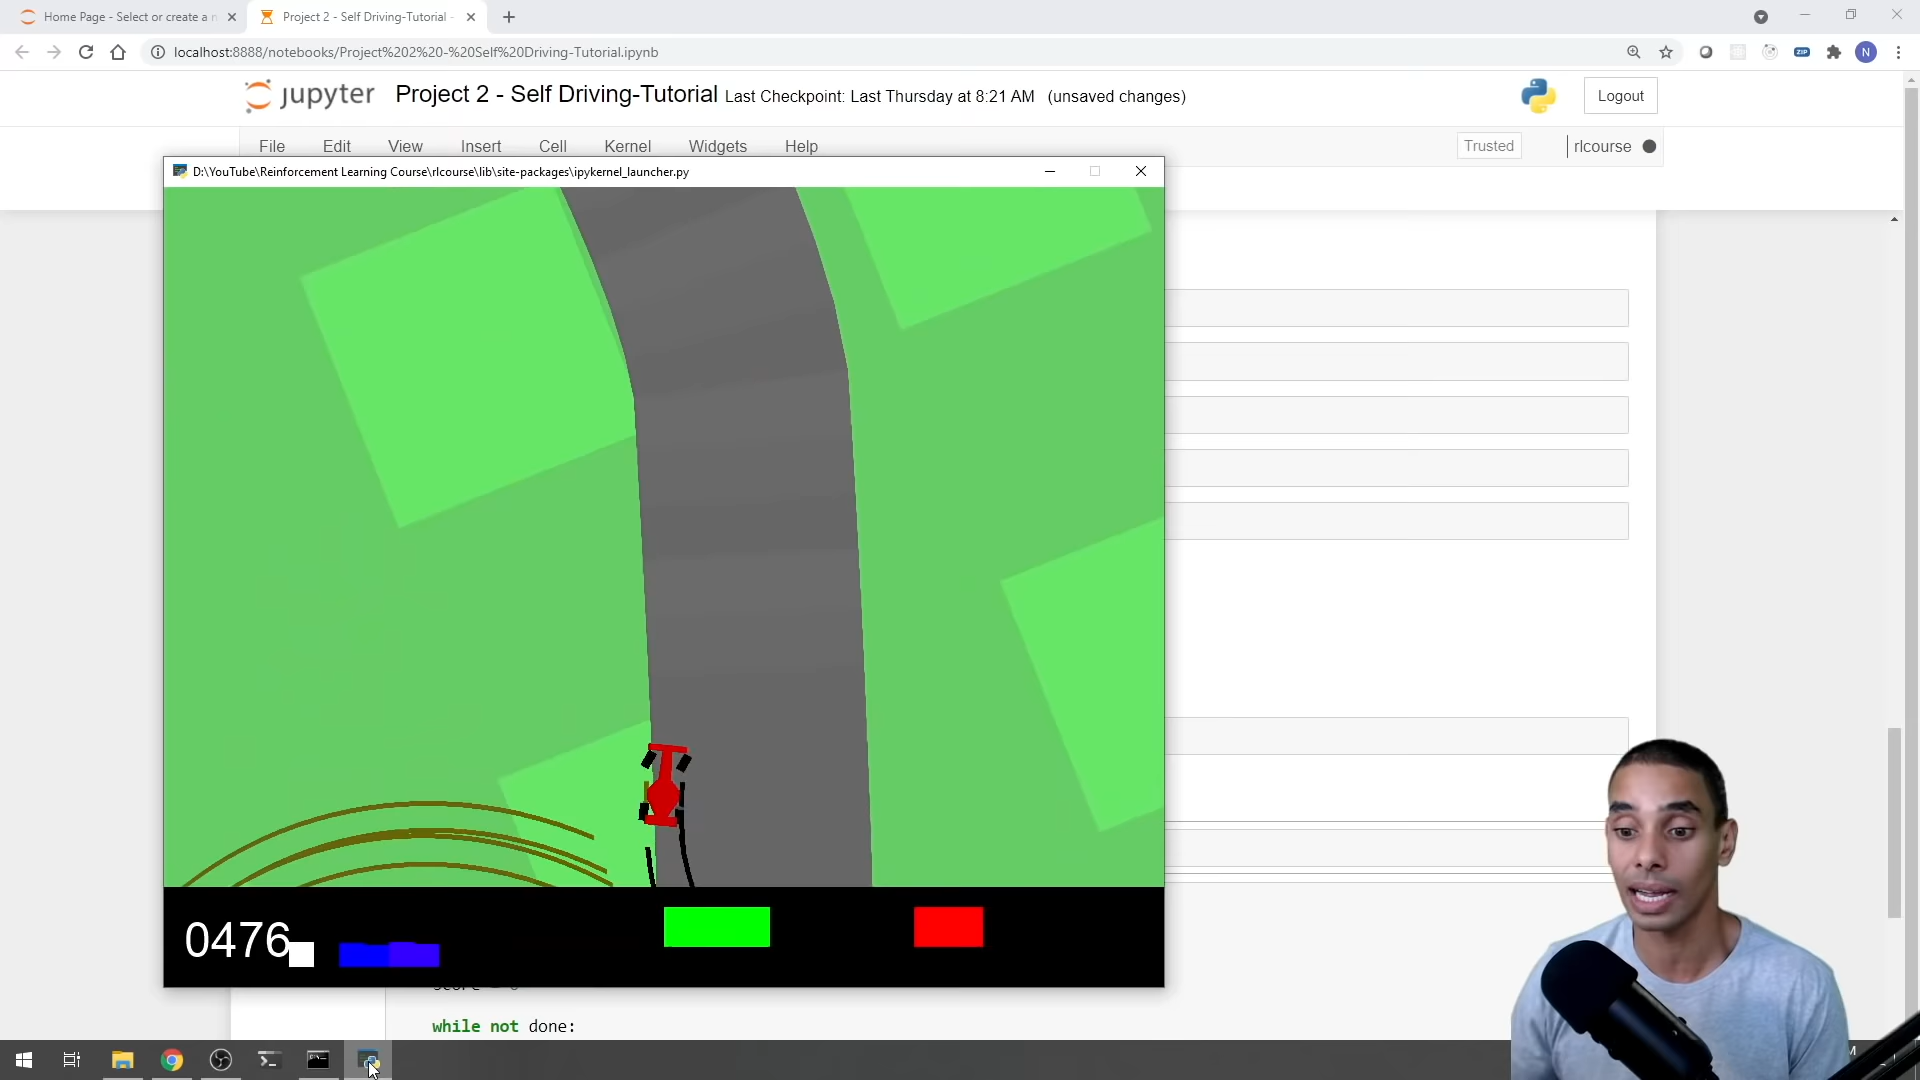 Home Page - Select or create a n
Project 2 - Self Driving-Tutorial -
localhost:8888/notebooks/Project%202%20-%20Self%20Driving-Tutorial.ipynb
ZIP
N
jupyter Project 2 - Self Driving-Tutorial Last Checkpoint: Last Thursday at 8:21 AM (unsaved changes)
Logout
File Edit View Insert Cell Kernel Widgets Help
Trusted
rlcourse
D:\YouTube\Reinforcement Learning Course\rlcourse\lib\site-packages\ipykernel_launcher.py
0476
while not done: